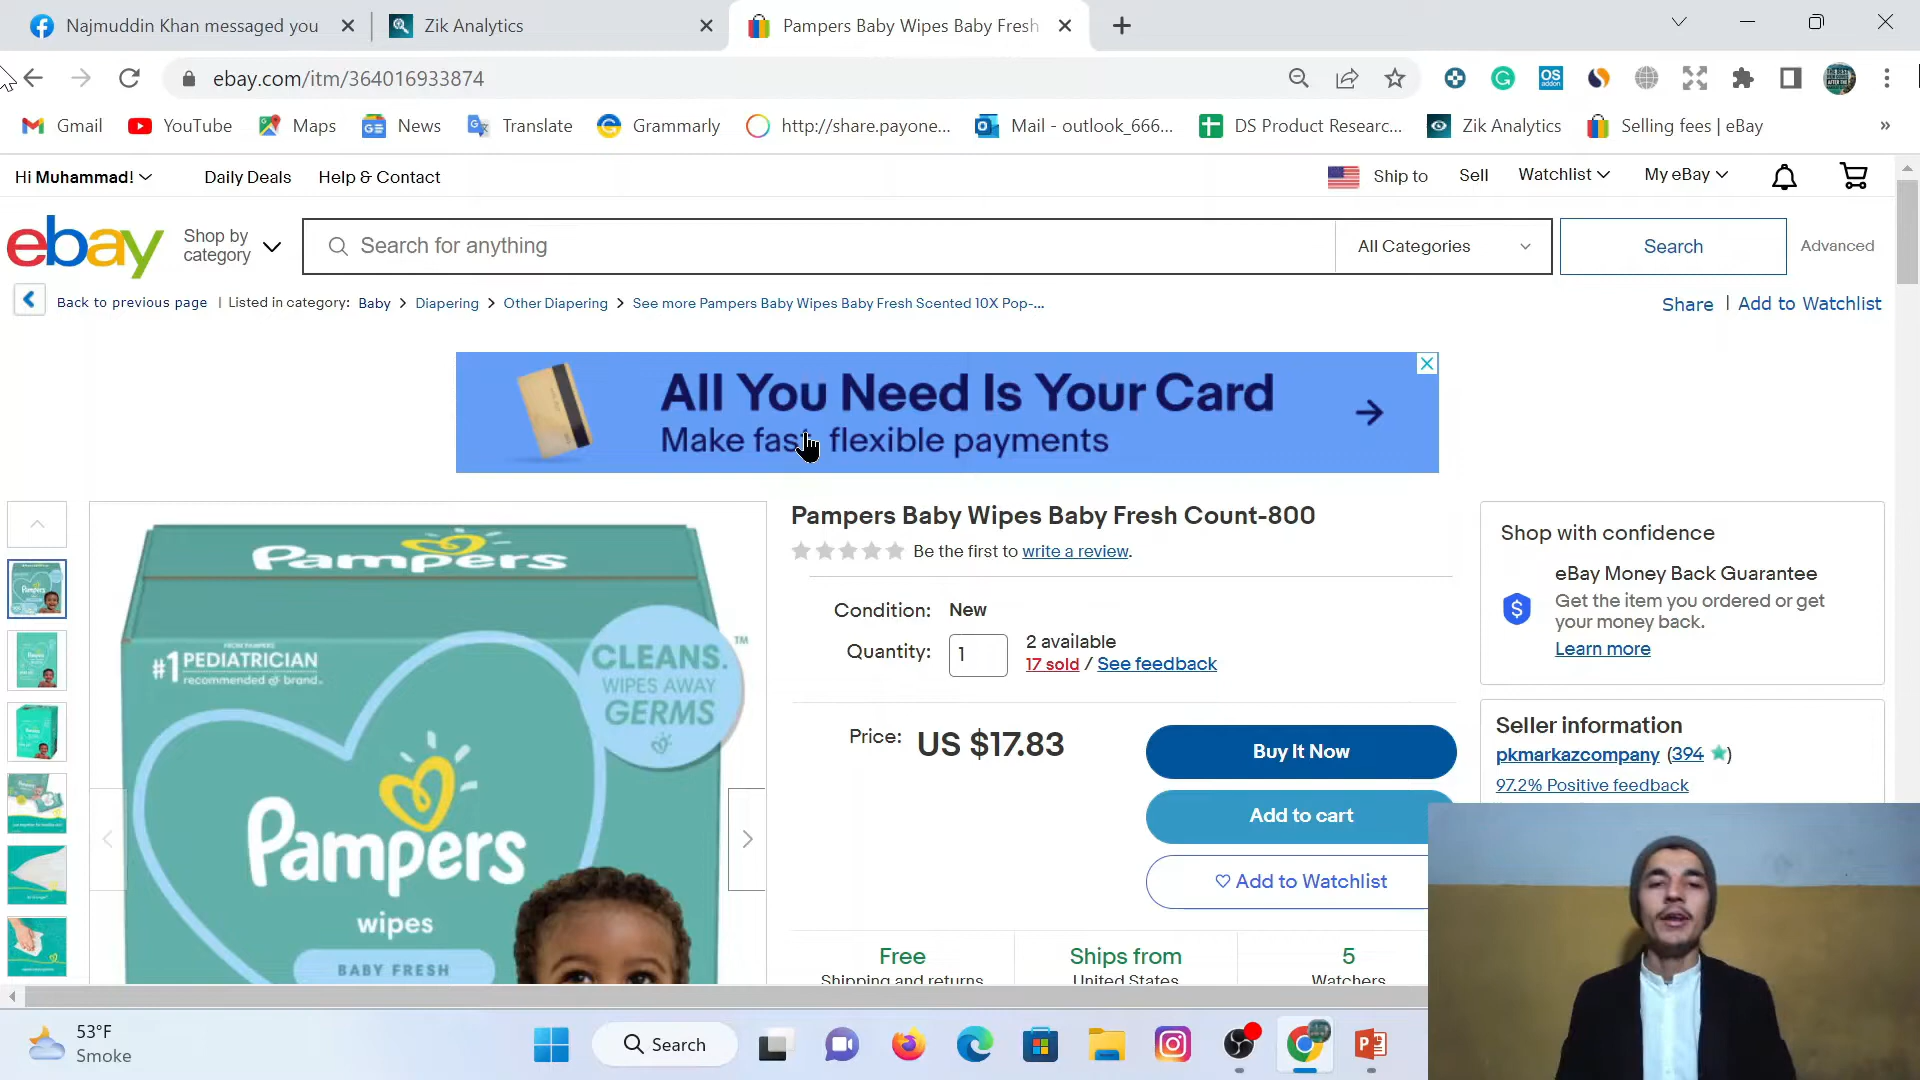 Najmuddin Khan messaged you
Zik Analytics
Pampers Baby Wipes Baby Fresh
ebay.com/itm/364016933874
OS
addon
Gmail
YouTube
Maps
News
Translate
Grammarly
http://share.payone...
Mail - outlook_666...
DS Product Researc...
Zik Analytics
Selling fees | eBay
»
Hi Muhammad!
Daily Deals
Help & Contact
Ship to
Sell
Watchlist
My eBay
ebay
Shop by
category
Search for anything
All Categories
Search
Advanced
Back to previous page | Listed in category: Baby > Diapering > Other Diapering > See more Pampers Baby Wipes Baby Fresh Scented 10X Pop-...
Share | Add to Watchlist
All You Need Is Your Card
Make fast, flexible payments
Pampers
#1 PEDIATRICIAN
recommended brand
CLEANS.
WIPES AWAY
GERMS
TM
Pampers
wipes
BABY FRESH
Pampers Baby Wipes Baby Fresh Count-800
Be the first to write a review.
Condition: New
Quantity: 1
2 available
17 sold / See feedback
Price: US $17.83
Buy It Now
Add to cart
Add to Watchlist
Free
Shipping and returns
Ships from
United States
5
Watchers
Shop with confidence
eBay Money Back Guarantee
Get the item you ordered or get
your money back.
Learn more
Seller information
pkmarkazcompany (394)
97.2% Positive feedback
53°F
Smoke
Search